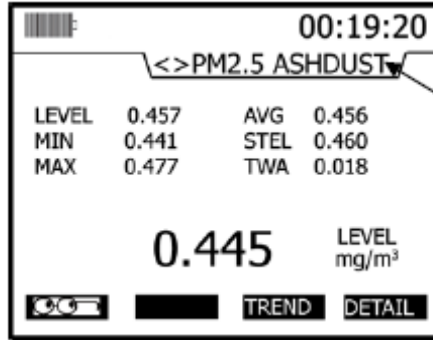 00:19:20
<>PM2.5 ASHDUST
LEVEL 0.457 AVG 0.456
MIN 0.441 STEL 0.460
MAX 0.477 TWA 0.018
0.445 LEVEL
mg/m³
TREND DETAIL